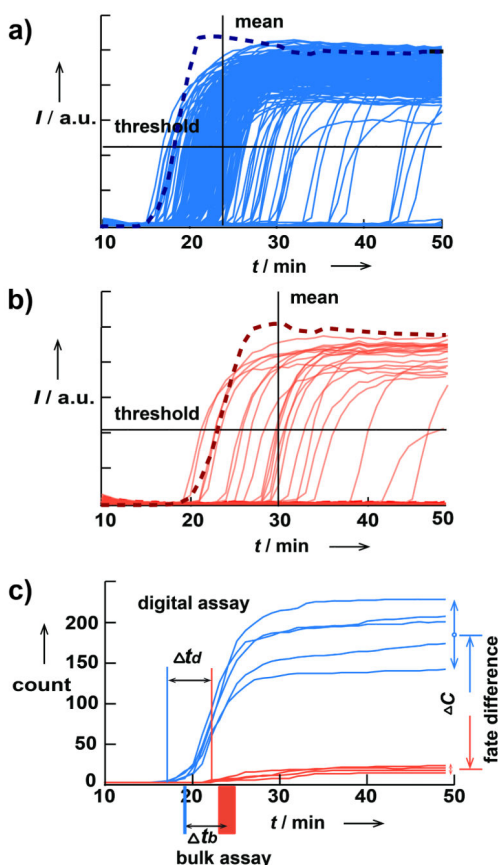 a)
mean
I / a.u.
threshold
10 20 30 40 50
t / min
b)
mean
I / a.u.
threshold
10 20 30 40 50
t / min
c)
digital assay
200
Δtd
count
150
100
50
0
ΔC
fate difference
10 20 30 40 50
Δtb
t / min
bulk assay